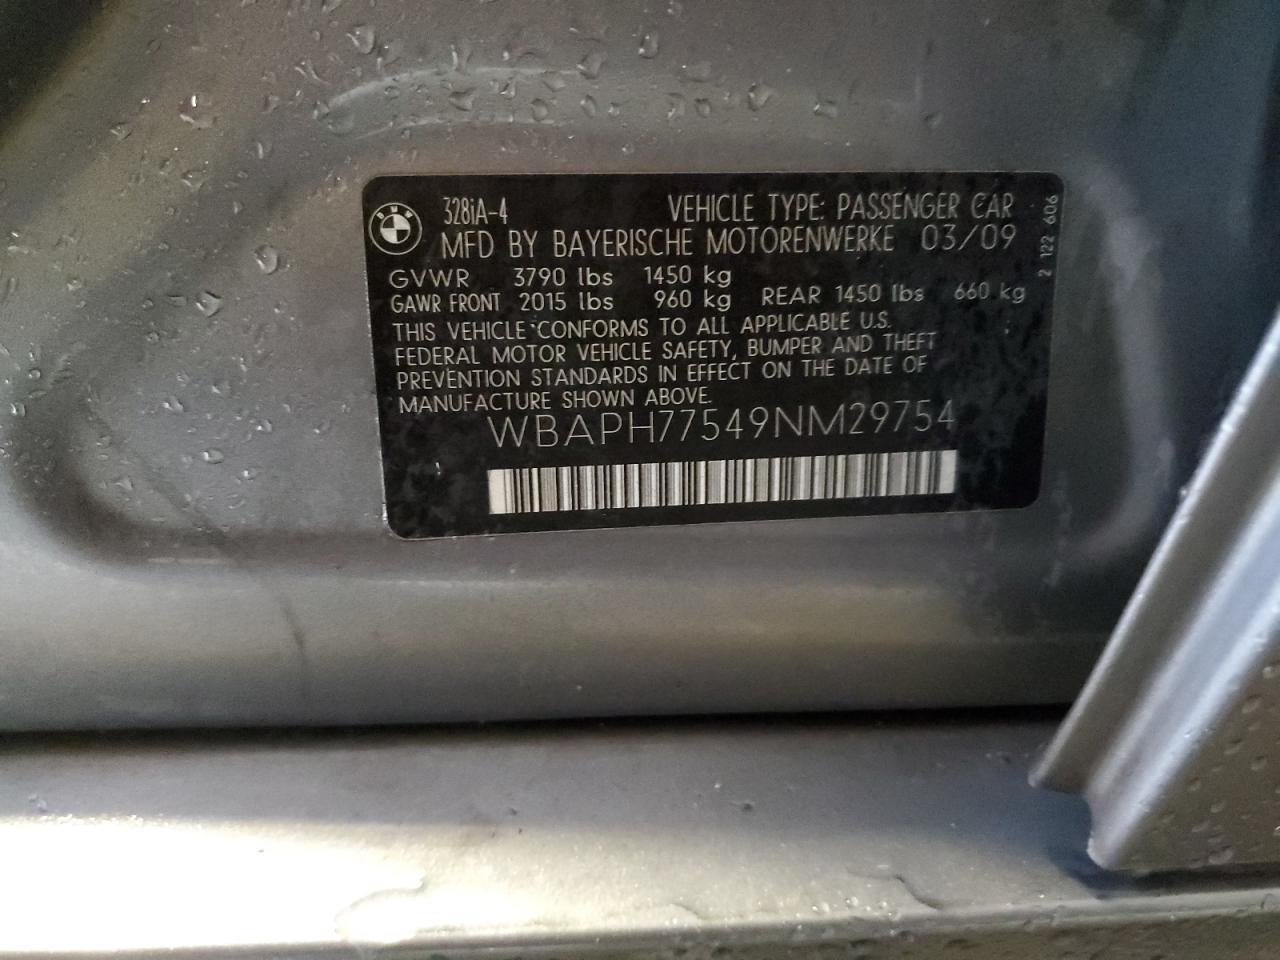 328iA-4 VEHICLE TYPE: PASSENGER CAR
MFD BY BAYERISCHE MOTORENWERKE 03/09
GVWR 3790 lbs 1450 kg
GAWR FRONT 2015 lbs 960 kg REAR 1450 lbs 660 kg
THIS VEHICLE CONFORMS TO ALL APPLICABLE U.S.
FEDERAL MOTOR VEHICLE SAFETY, BUMPER AND THEFT
PREVENTION STANDARDS IN EFFECT ON THE DATE OF
MANUFACTURE SHOWN ABOVE.
WBAPH77549NM29754
2 122 606
BMW